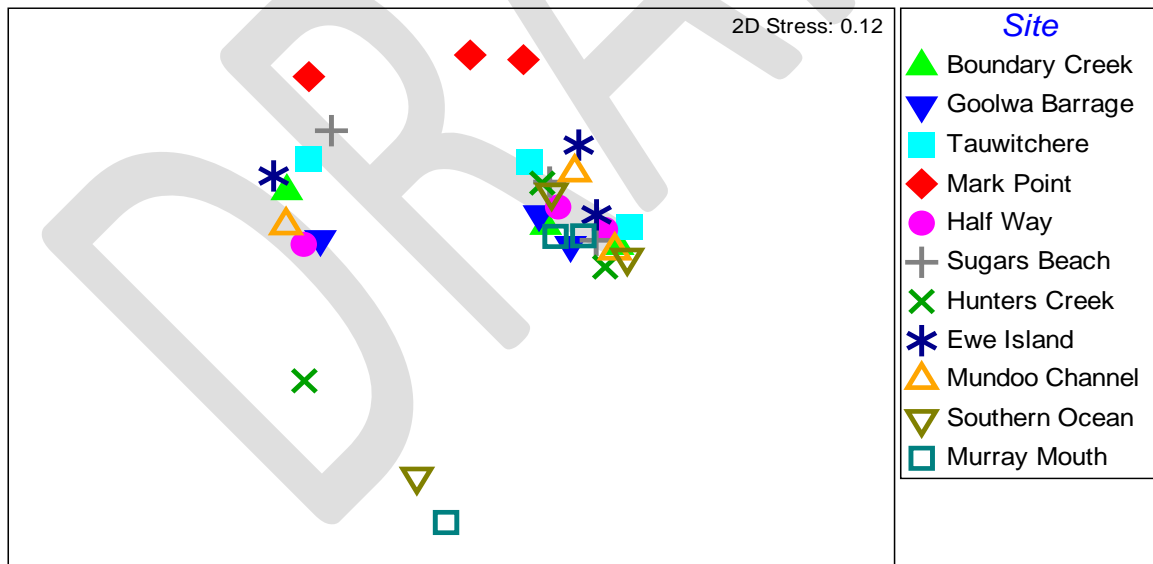 2D Stress: 0.12
Site
Boundary Creek
Goolwa Barrage
Tauwitchere
Mark Point
Half Way
Sugars Beach
Hunters Creek
Ewe Island
Mundoo Channel
Southern Ocean
Murray Mouth
DRA